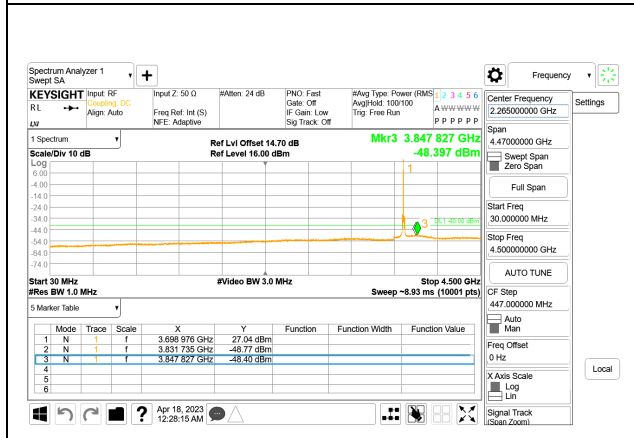 Spectrum Analyzer 1
Swept SA
+
Frequency
KEYSIGHT Input: RF Input Z: 50 Ω #Atten: 24 dB PNO: Fast #Avg Type: Power (RMS 1 2 3 4 5 6
RL Coupling: DC Gate: Off Avg|Hold: 100/100 A W W W W W
Align: Auto Freq Ref: Int (S) IF Gain: Low Trig: Free Run
NFE: Adaptive Sig Track: Off P P P P P P
1 Spectrum
Scale/Div 10 dB
Ref Lvl Offset 14.70 dB
Ref Level 16.00 dBm
Mkr3 3.847 827 GHz
-48.397 dBm
Log
6.00
-4.00
-14.0
-24.0
-34.0
-44.0
-54.0
-64.0
-74.0
1
3
Start 30 MHz #Video BW 3.0 MHz Stop 4.500 GHz
#Res BW 1.0 MHz Sweep ~8.93 ms (10001 pts)
5 Marker Table
Mode Trace Scale X Y Function Function Width Function Value
1 N 1 f 3.698 976 GHz 27.04 dBm
2 N 1 f 3.831 735 GHz -48.77 dBm
3 N 1 f 3.847 827 GHz -48.40 dBm
4
5
6
Apr 18, 2023
12:28:15 AM
Center Frequency
2.265000000 GHz
Settings
Span
4.47000000 GHz
Swept Span
Zero Span
Full Span
Start Freq
30.000000 MHz
Stop Freq
4.500000000 GHz
AUTO TUNE
CF Step
447.000000 MHz
Auto
Man
Freq Offset
0 Hz
X Axis Scale
Log
Lin
Local
Signal Track
(Span Zoom)